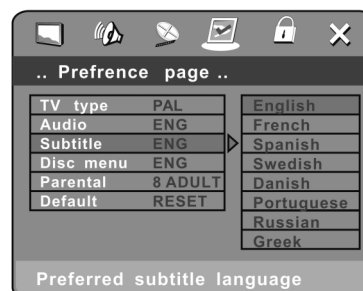 .. Prefrence page ..
TV type PAL
Audio ENG
Subtitle ENG
Disc menu ENG
Parental 8 ADULT
Default RESET
English
French
Spanish
Swedish
Danish
Portuguese
Russian
Greek
Preferred subtitle language